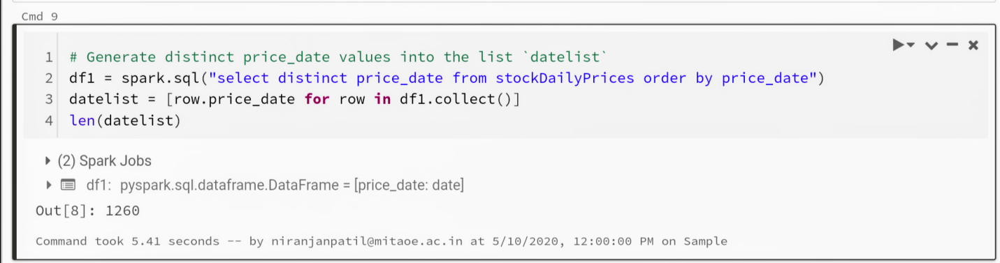 Cmd 9
1 # Generate distinct price_date values into the list `datelist`
2 df1 = spark.sql("select distinct price_date from stockDailyPrices order by price_date")
3 datelist = [row.price_date for row in df1.collect()]
4 len(datelist)
(2) Spark Jobs
df1: pyspark.sql.dataframe.DataFrame = [price_date: date]
Out[8]: 1260
Command took 5.41 seconds -- by niranjanpatil@mitaoe.ac.in at 5/10/2020, 12:00:00 PM on Sample